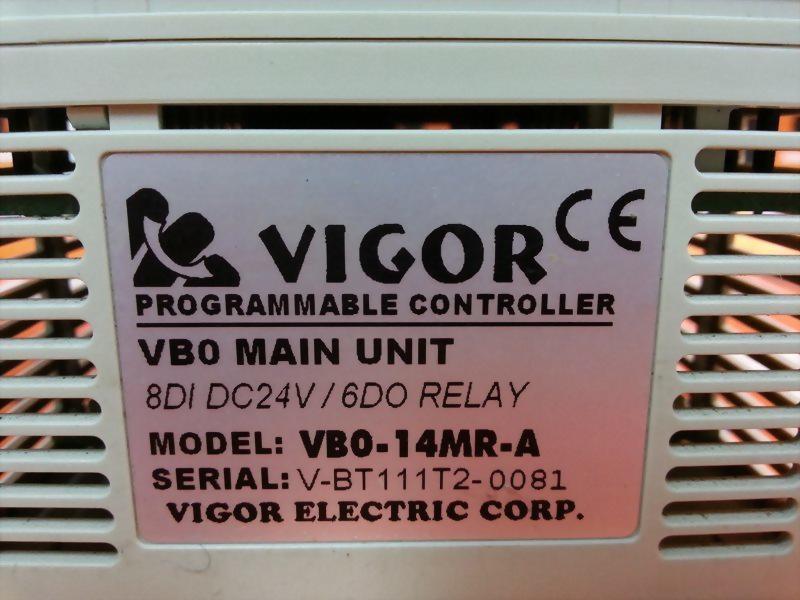 VIGOR CE
PROGRAMMABLE CONTROLLER
VB0 MAIN UNIT
8DI DC24V / 6DO RELAY
MODEL: VB0-14MR-A
SERIAL: V-BT111T2-0081
VIGOR ELECTRIC CORP.